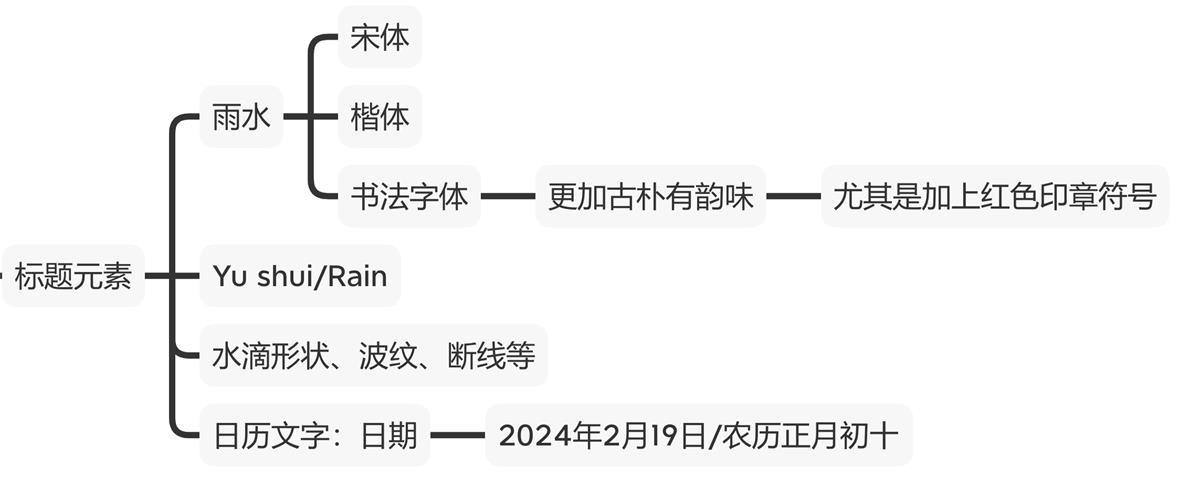 宋体
雨水
楷体
书法字体
更加古朴有韵味
尤其是加上红色印章符号
标题元素
Yu shui/Rain
水滴形状、波纹、断线等
日历文字：日期
2024年2月19日/农历正月初十